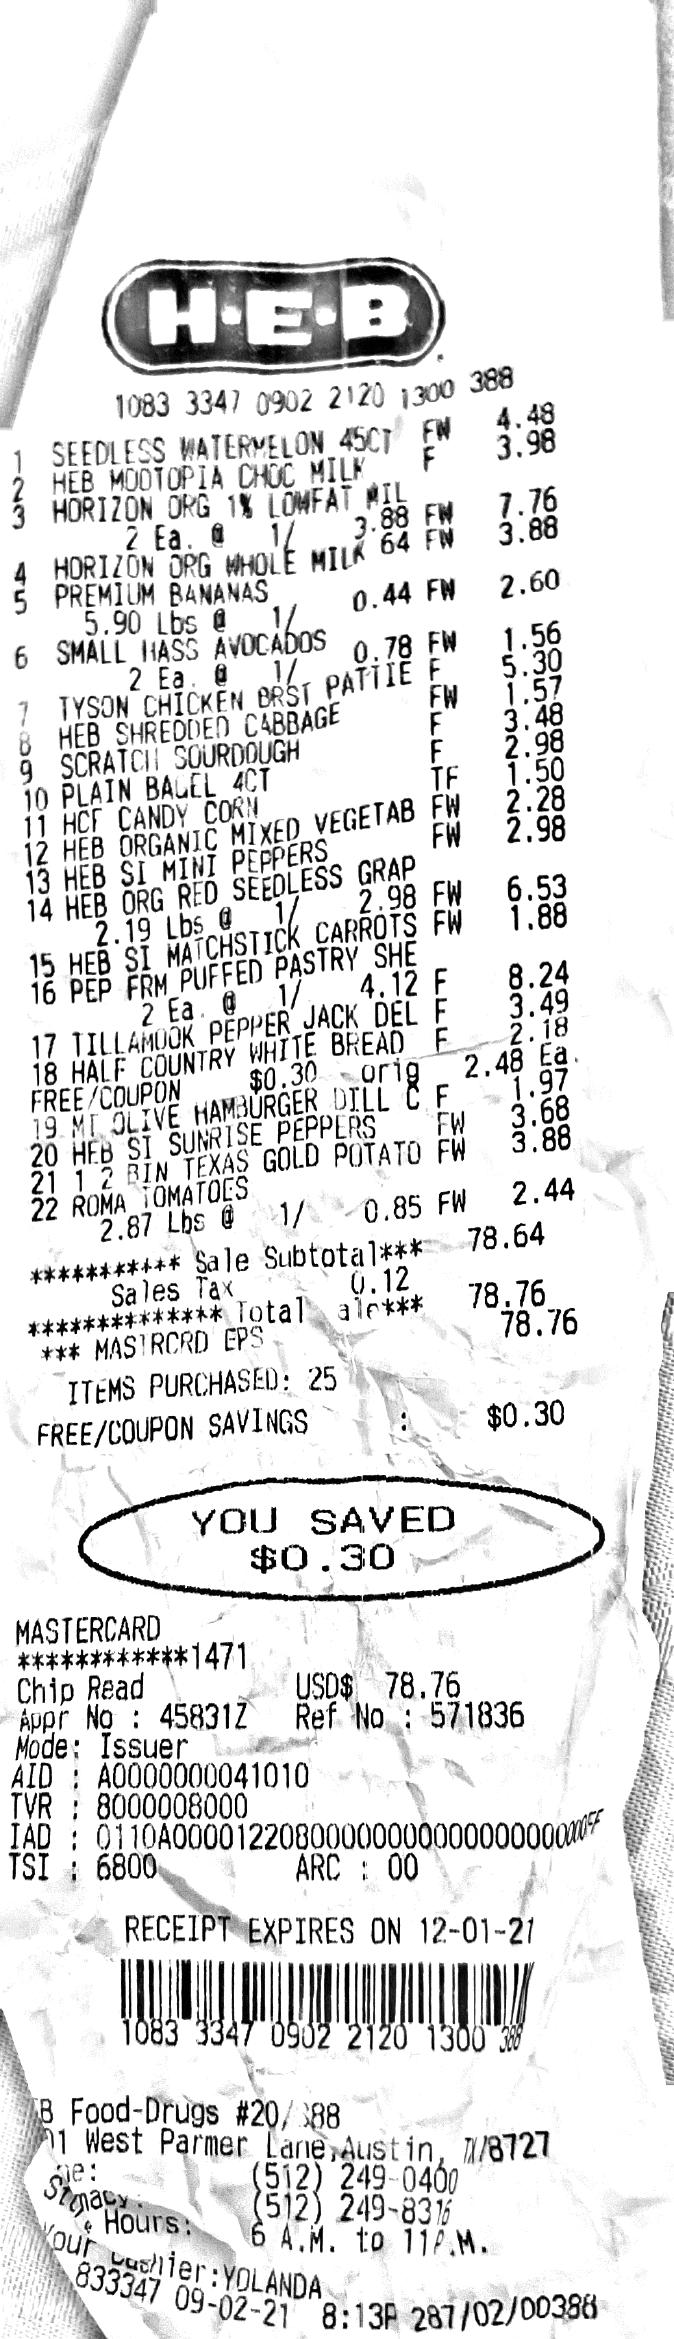 H-E-B
1083 3347 0902 2120 1300 388
1 SEEDLESS WATERMELON 45CT FW 4.48
2 HEB MOOTOPIA CHOC MILK F 3.98
3 HORIZON ORG 1% LOWFAT MIL
2 Ea. @ 1/ 3.88 FW 7.76
4 HORIZON ORG WHOLE MILK 64 FW 3.88
5 PREMIUM BANANAS
5.90 Lbs @ 1/ 0.44 FW 2.60
6 SMALL HASS AVOCADOS
2 Ea. @ 1/ 0.78 FW 1.56
7 TYSON CHICKEN BRST PATTIE F 5.30
8 HEB SHREDDED CABBAGE FW 1.57
9 SCRATCH SOURDOUGH F 3.48
10 PLAIN BAGEL 4CT F 2.98
11 HCF CANDY CORN TF 1.50
12 HEB ORGANIC MIXED VEGETAB FW 2.28
13 HEB SI MINI PEPPERS FW 2.98
14 HEB ORG RED SEEDLESS GRAP
2.19 Lbs @ 1/ 2.98 FW 6.53
15 HEB SI MATCHSTICK CARROTS FW 1.88
16 PEP FRM PUFFED PASTRY SHE
2 Ea. @ 1/ 4.12 F 8.24
17 TILLAMOOK PEPPER JACK DEL F 3.49
18 HALF COUNTRY WHITE BREAD F 2.18
FREE/COUPON $0.30 orig 2.48 Ea.
19 MT OLIVE HAMBURGER DILL C F 1.97
20 HEB SI SUNRISE PEPPERS FW 3.68
21 1 2 BIN TEXAS GOLD POTATO FW 3.88
22 ROMA TOMATOES
2.87 Lbs @ 1/ 0.85 FW 2.44
*********** Sale Subtotal*** 78.64
Sales Tax 0.12
************** Total ale*** 78.76
*** MASTRCRD EPS 78.76
ITEMS PURCHASED: 25
FREE/COUPON SAVINGS : $0.30
YOU SAVED
$0.30
MASTERCARD
************1471
Chip Read USD$ 78.76
Appr No : 45831Z Ref No : 571836
Mode: Issuer
AID : A0000000041010
TVR : 8000008000
IAD : 0110A00001220800000000000000000000FF
TSI : 6800 ARC : 00
RECEIPT EXPIRES ON 12-01-21
1083 3347 0902 2120 1300 388
B Food-Drugs #20/388
01 West Parmer Lane, Austin, TX78727
(512) 249-0400
(512) 249-8316
Hours: 6 A.M. to 11P.M.
Your Cashier:YOLANDA
833347 09-02-21 8:13P 287/02/00388